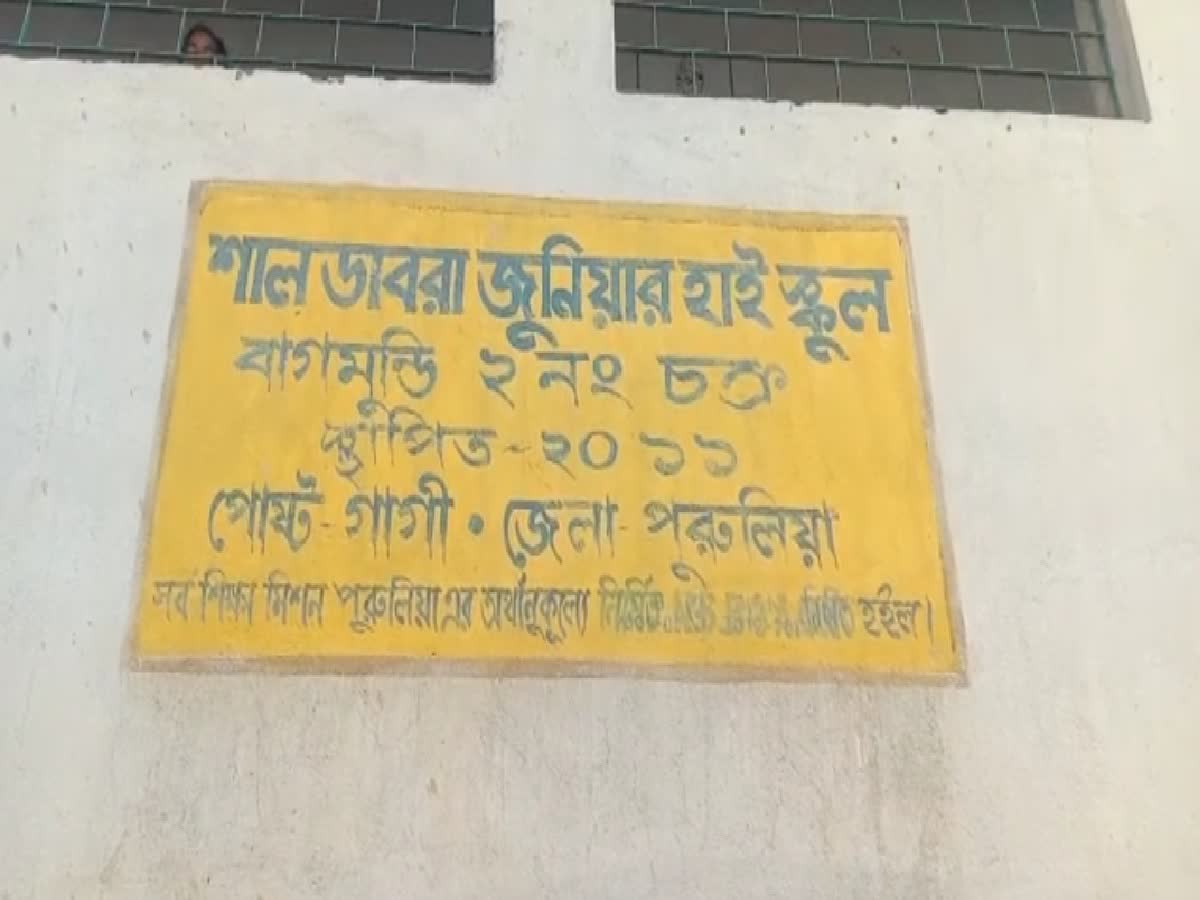 শাল ডাবরা জুনিয়ার হাই স্কুল
বাগমুন্ডি ২ নং চক্র
স্থাপিত - ২০১১
পোষ্ট - গাগী • জেলা - পুরুলিয়া
সর্ব শিক্ষা মিশন পুরুলিয়া এর অর্থানুকুল্যে নির্মিত হইল।